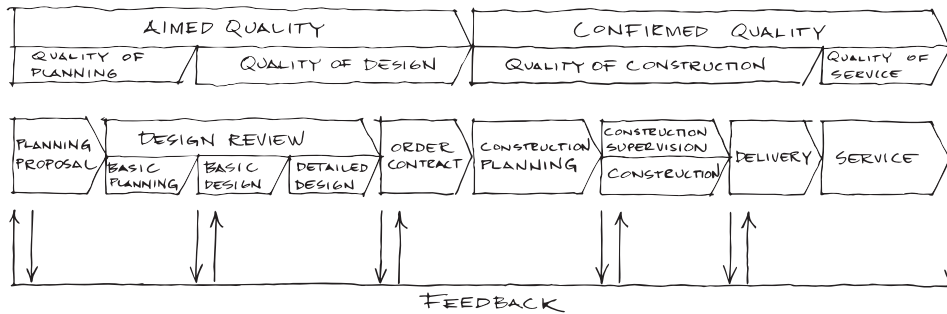 AIMED QUALITY
CONFIRMED QUALITY
QUALITY OF
PLANNING
QUALITY OF DESIGN
QUALITY OF CONSTRUCTION
QUALITY OF
SERVICE
PLANNING
PROPOSAL
DESIGN REVIEW
BASIC
PLANNING
BASIC
DESIGN
DETAILED
DESIGN
ORDER
CONTRACT
CONSTRUCTION
PLANNING
CONSTRUCTION
SUPERVISION
CONSTRUCTION
DELIVERY
SERVICE
FEEDBACK